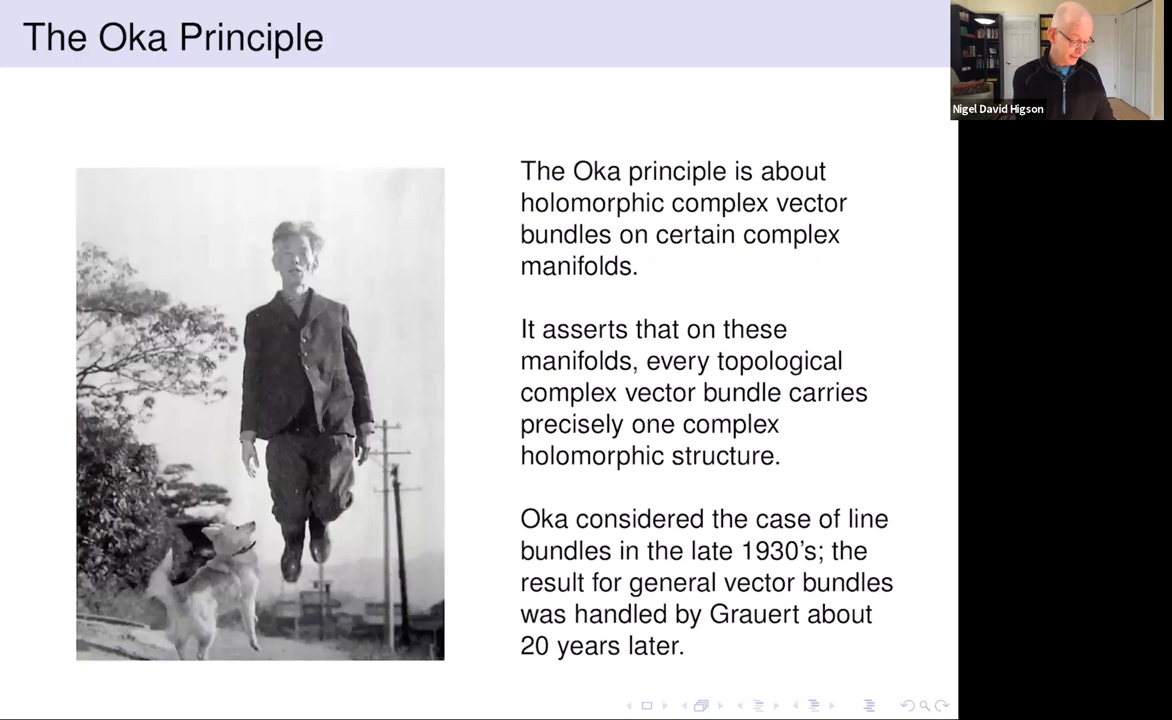 The Oka Principle
Nigel David Higson
The Oka principle is about
holomorphic complex vector
bundles on certain complex
manifolds.
It asserts that on these
manifolds, every topological
complex vector bundle carries
precisely one complex
holomorphic structure.
Oka considered the case of line
bundles in the late 1930's; the
result for general vector bundles
was handled by Grauert about
20 years later.